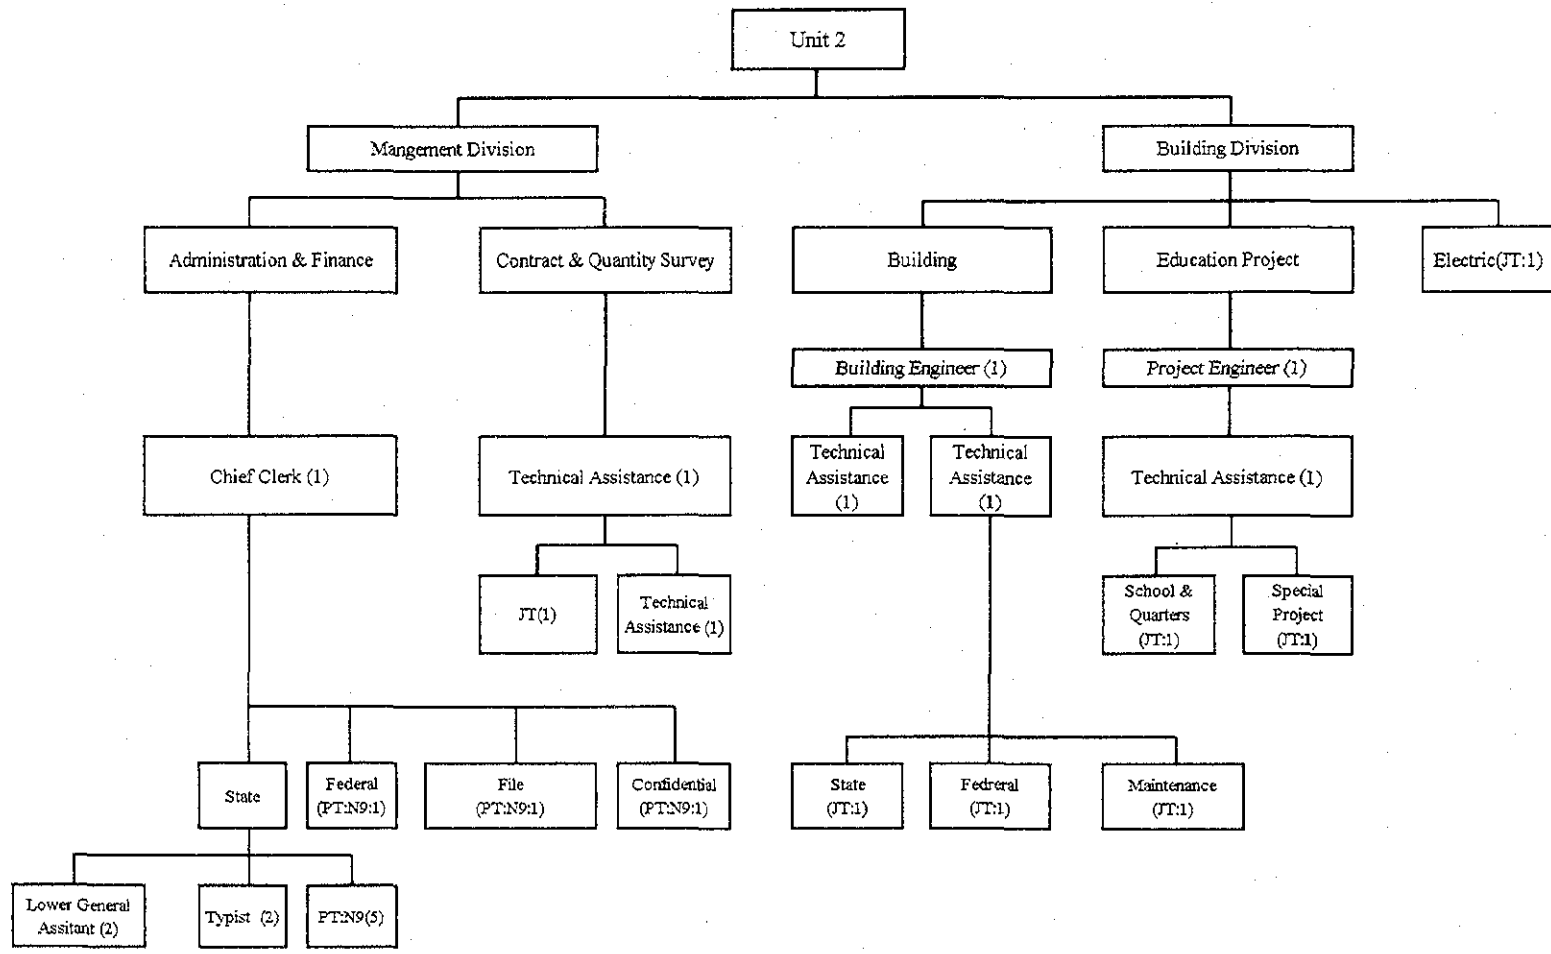 Unit 2
Mangement Division
Building Division
Administration & Finance
Contract & Quantity Survey
Building
Education Project
Electric(JT:1)
Building Engineer (1)
Project Engineer (1)
Chief Clerk (1)
Technical Assistance (1)
Technical
Assistance
(1)
Technical
Assistance
(1)
Technical Assistance (1)
JT(1)
Technical
Assistance (1)
School &
Quarters
(JT:1)
Special
Project
(JT:1)
State
Federal
(PT:N9:1)
File
(PT:N9:1)
Confidential
(PT:N9:1)
State
(JT:1)
Fedreral
(JT:1)
Maintenance
(JT:1)
Lower General
Assitant (2)
Typist (2)
PT:N9(5)